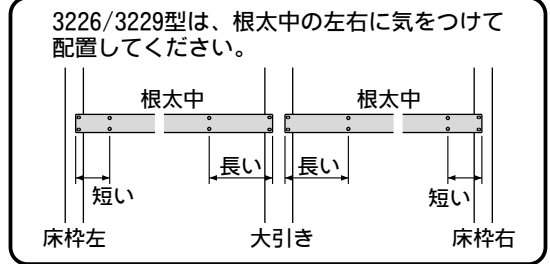 3226/3229型は、根太中の左右に気をつけて
配置してください。
根太中 根太中
長い 長い
短い 短い
床枠左 大引き 床枠右